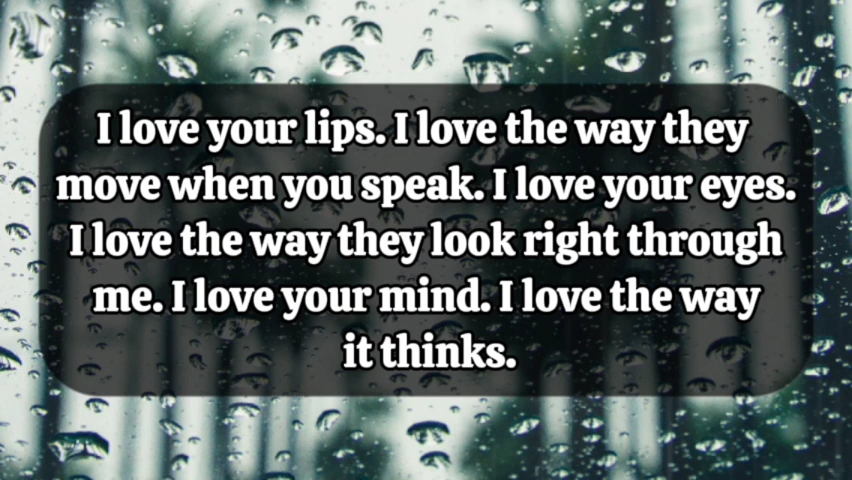 I love your lips. I love the way they
move when you speak. I love your eyes.
I love the way they look right through
me. I love your mind. I love the way
it thinks.